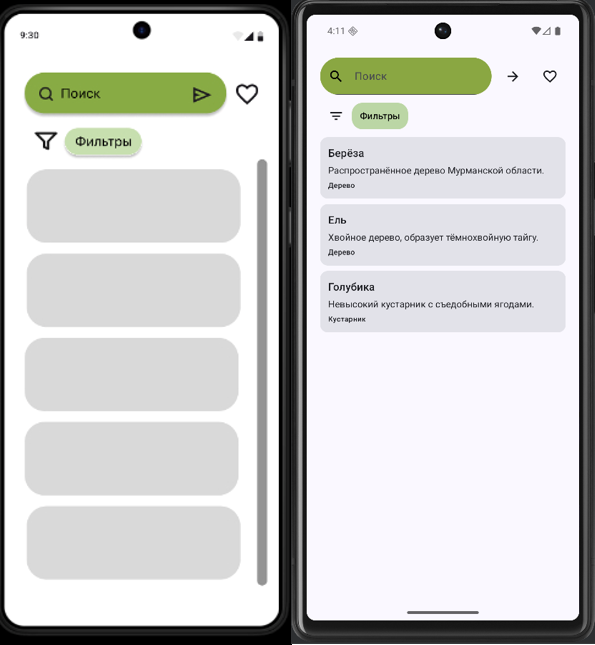 9:30
Поиск
Фильтры
4:11
Поиск
Фильтры
Берёза
Распространённое дерево Мурманской области.
Дерево
Ель
Хвойное дерево, образует тёмнохвойную тайгу.
Дерево
Голубика
Невысокий кустарник с съедобными ягодами.
Кустарник